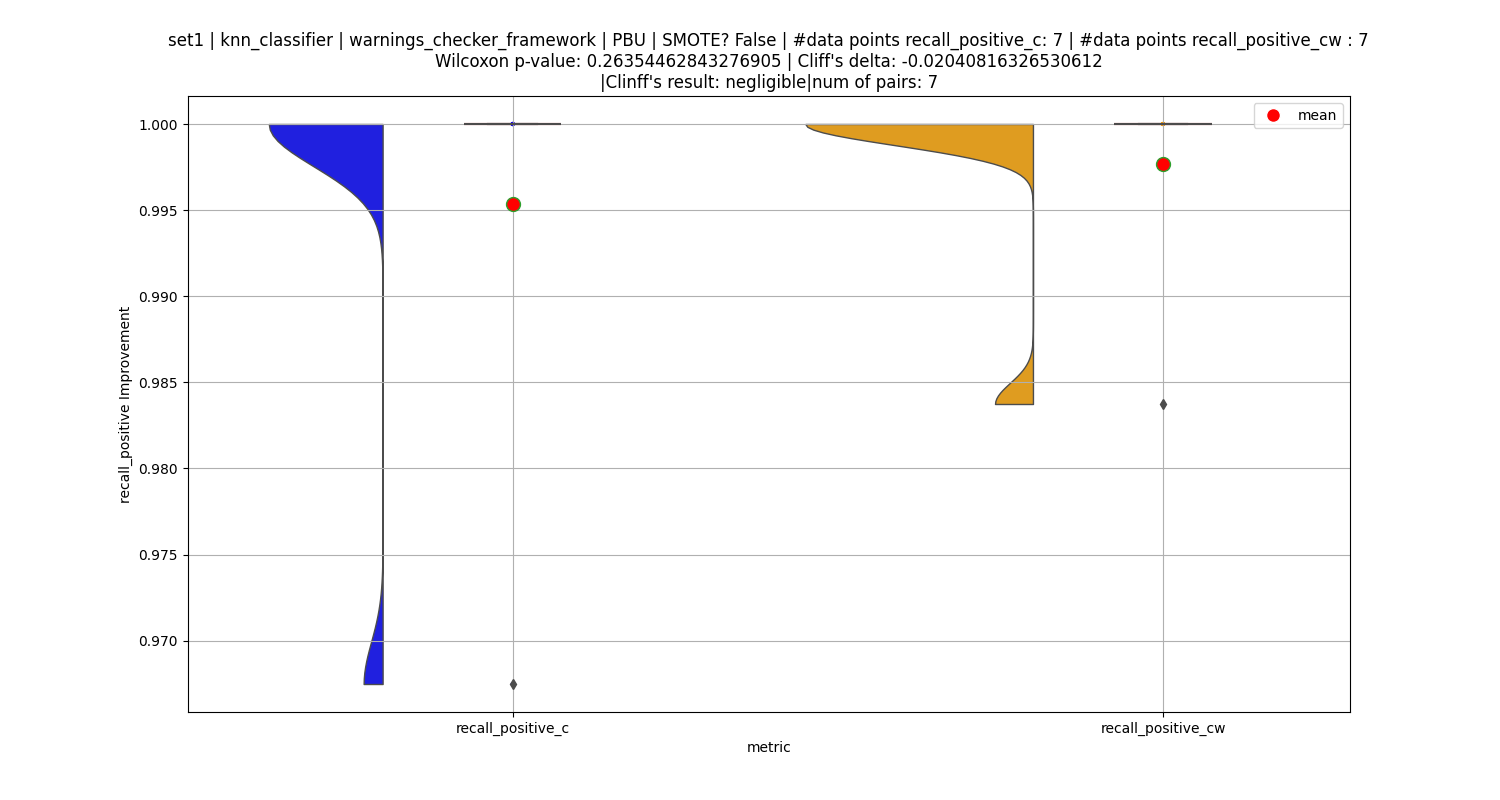 set1 | knn_classifier | warnings_checker_framework | PBU | SMOTE? False | #data points recall_positive_c: 7 | #data points recall_positive_cw : 7
Wilcoxon p-value: 0.26354462843276905 | Cliff's delta: -0.02040816326530612
|Clinff's result: negligible|num of pairs: 7
mean
1.000
0.995
0.990
0.985
0.980
0.975
0.970
recall_positive Improvement
recall_positive_c
recall_positive_cw
metric